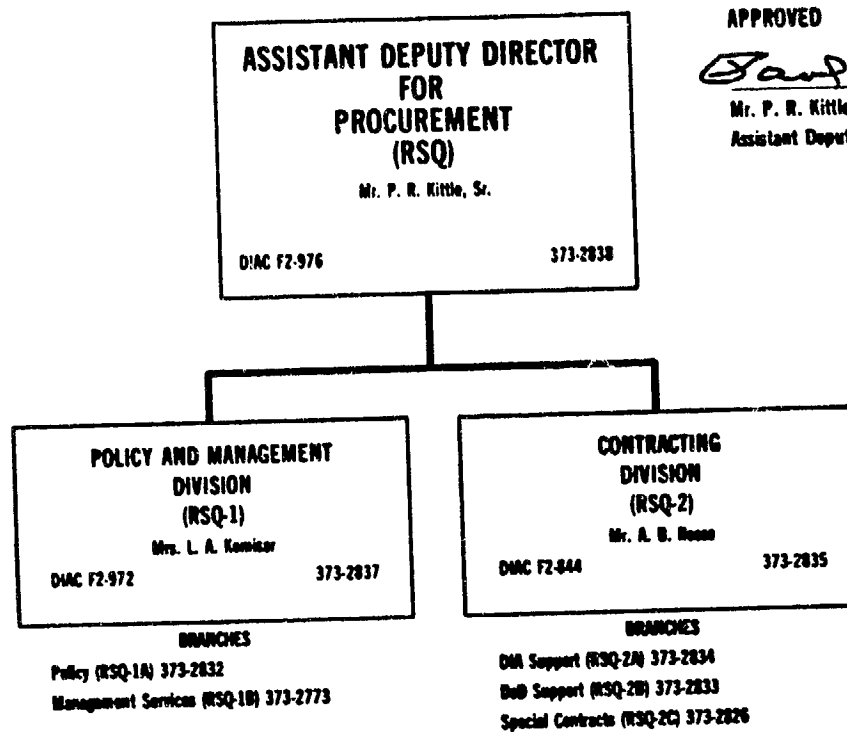 APPROVED
Mr. P. R. Kittle
Assistant Deput
ASSISTANT DEPUTY DIRECTOR
FOR
PROCUREMENT
(RSQ)
Mr. P. R. Kittle, Sr.
DIAC F2-976 373-2838
POLICY AND MANAGEMENT
DIVISION
(RSQ-1)
Mrs. L. A. Komisar
DIAC F2-972 373-2837
BRANCHES
Policy (RSQ-1A) 373-2832
Management Services (RSQ-1B) 373-2773
CONTRACTING
DIVISION
(RSQ-2)
Mr. A. B.
DIAC F2-844 373-2835
BRANCHES
DIA Support (RSQ-2A) 373-2834
DoD Support (RSQ-2B) 373-2833
Special Contracts (RSQ-2C) 373-2826